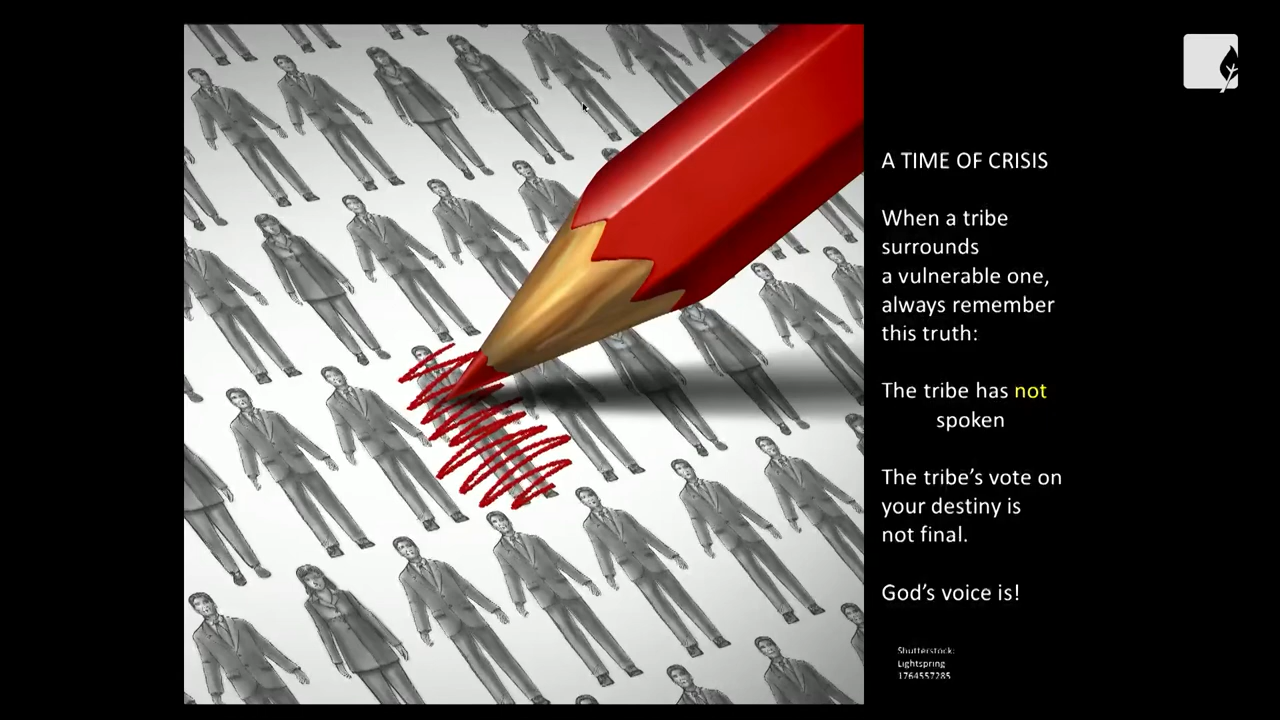 A TIME OF CRISIS
When a tribe
surrounds
a vulnerable one,
always remember
this truth:
The tribe has not
spoken
The tribe’s vote on
your destiny is
not final.
God’s voice is!
Shutterstock:
Lightspring
1764557285